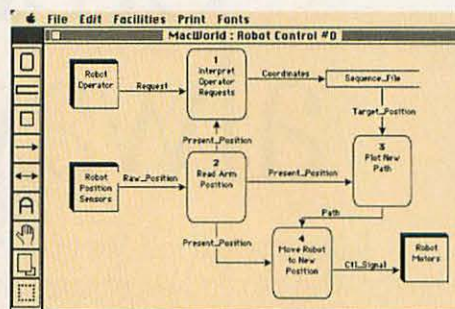 File Edit Facilities Print Fonts
MacWorld : Robot Control #0
Robot
Operator
Request
1
Interpret
Operator
Requests
Coordinates
Sequence_File
Target_Position
Present_Position
3
Plot New
Path
Robot
Position
Sensors
Raw_Position
2
Read Arm
Position
Present_Position
Path
Present_Position
4
Move Robot
to New
Position
Ctl_Signal
Robot
Motors
A